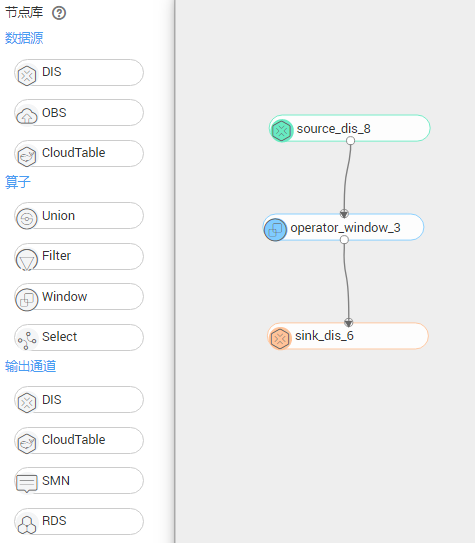 节点库 ?
数据源
DIS
OBS
CloudTable
算子
Union
Filter
Window
Select
输出通道
DIS
CloudTable
SMN
RDS
source_dis_8
operator_window_3
sink_dis_6